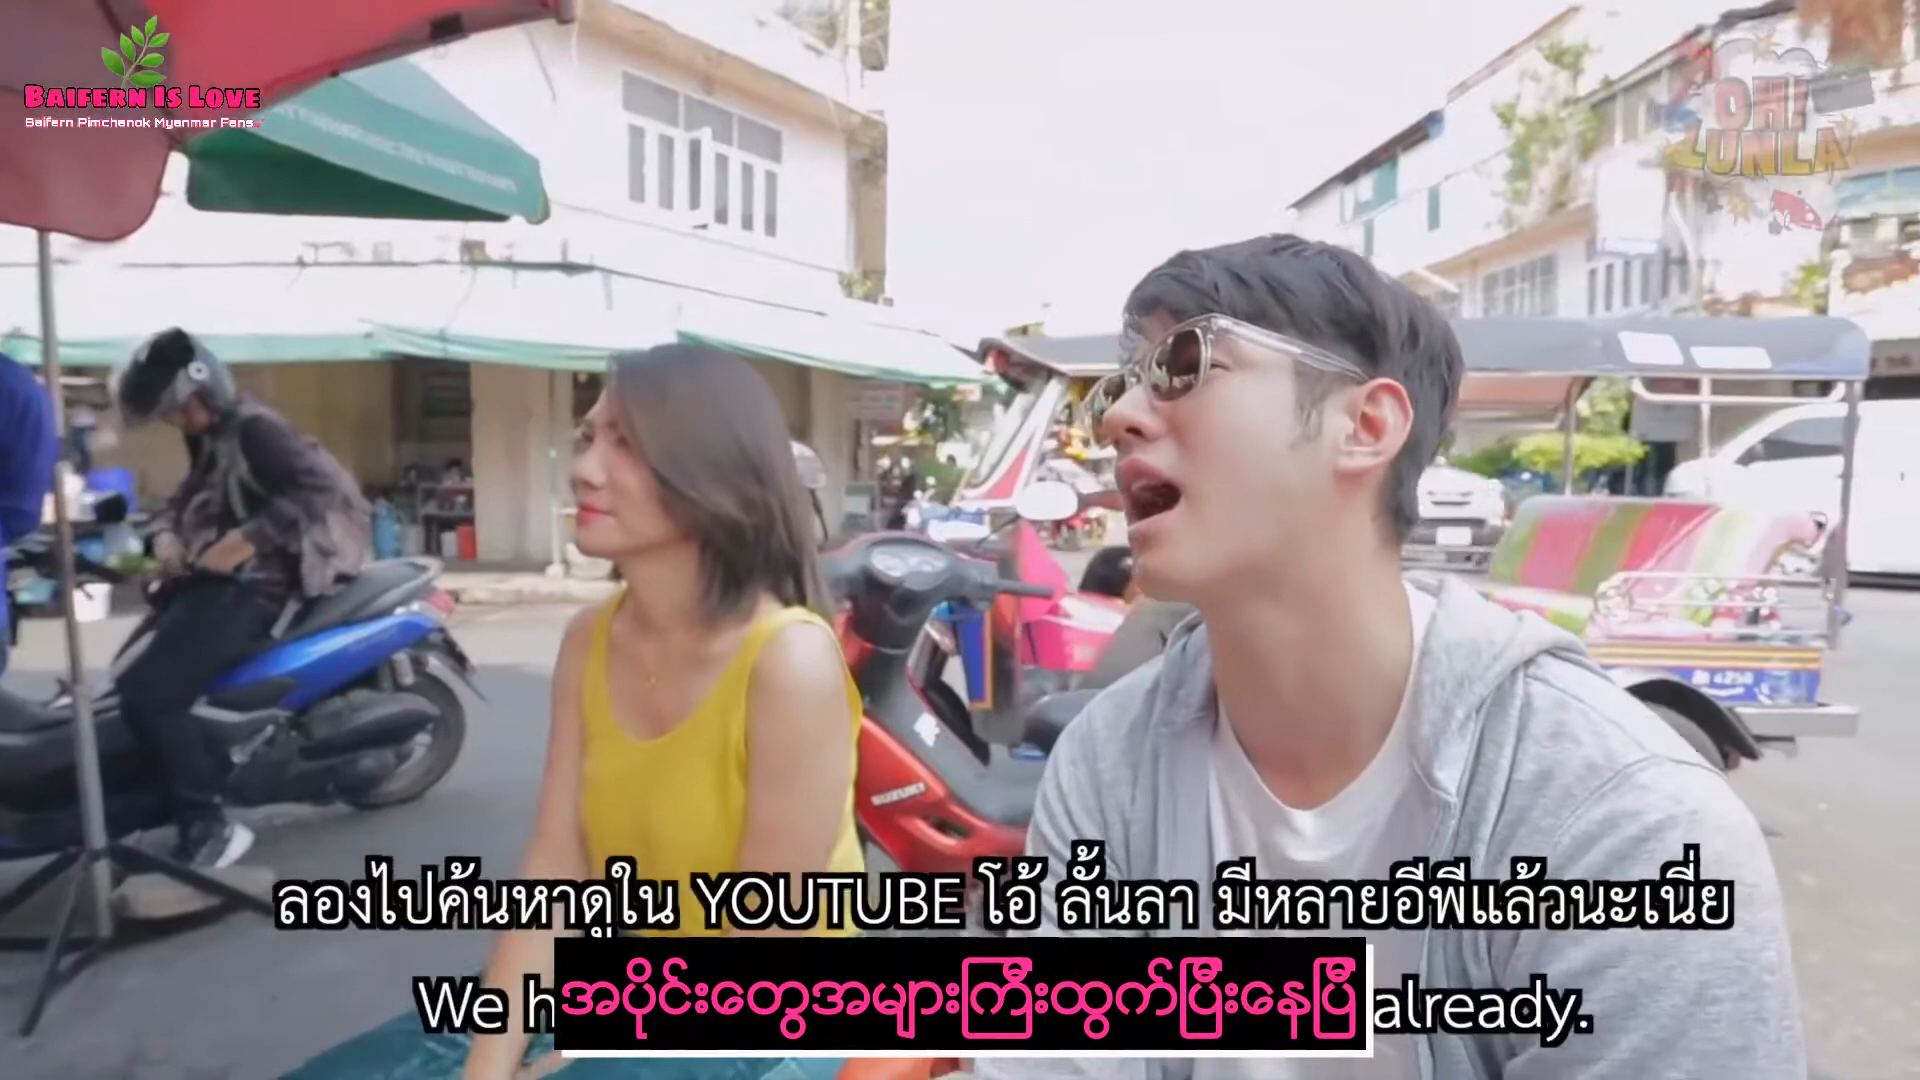 BAIFERN IS LOVE
Baifern Pimchanok Myanmar Fans
OH!
LUNLA
SUZUKI
ลองไปค้นหาดูใน YOUTUBE โอ้ ลั้นลา มีหลายอีพีแล้วนะเนี่ย
We h
အပိုင်းတွေအများကြီးထွက်ပြီးနေပြီ
already.